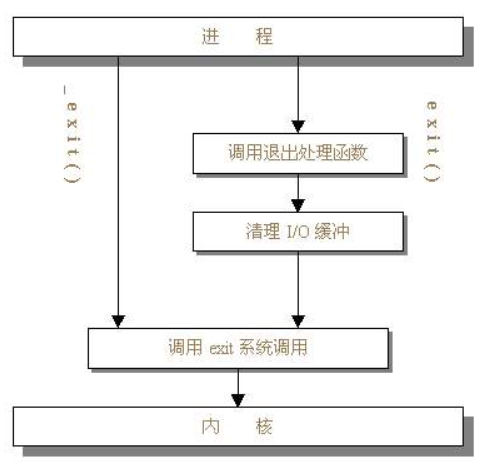 进 程
_exit()
exit()
调用退出处理函数
清理 I/O 缓冲
调用 exit 系统调用
内 核